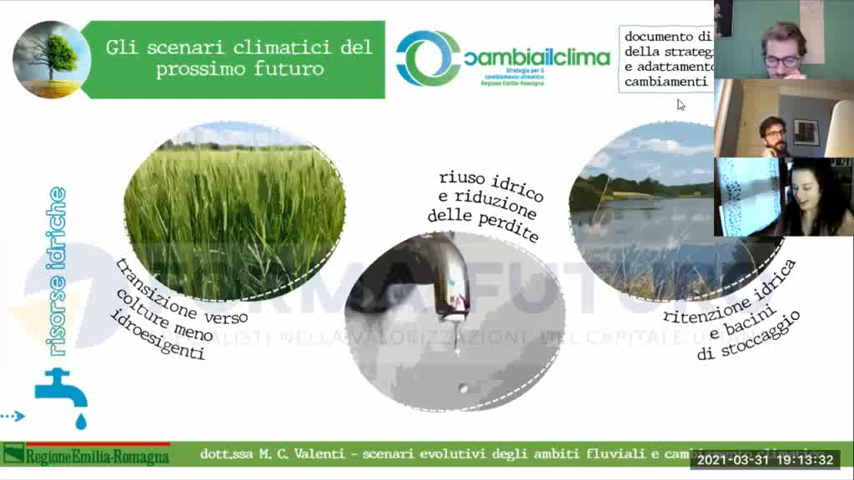 Gli scenari climatici del
prossimo futuro
cambiailclima
Strategia per il
cambiamento climatico
Regione Emilia-Romagna
documento di
della strateg
e adattamento
cambiamenti
risorse idriche
transizione verso
colture meno
idroesigenti
riuso idrico
e riduzione
delle perdite
ritenzione idrica
e bacini
di stoccaggio
FORMA FUTURO
SPECIALISTI NELLA VALORIZZAZIONE DEL CAPITALE UMANO
RegioneEmilia-Romagna
dott.ssa M. C. Valenti - scenari evolutivi degli ambiti fluviali e
2021-03-31 19:13:32